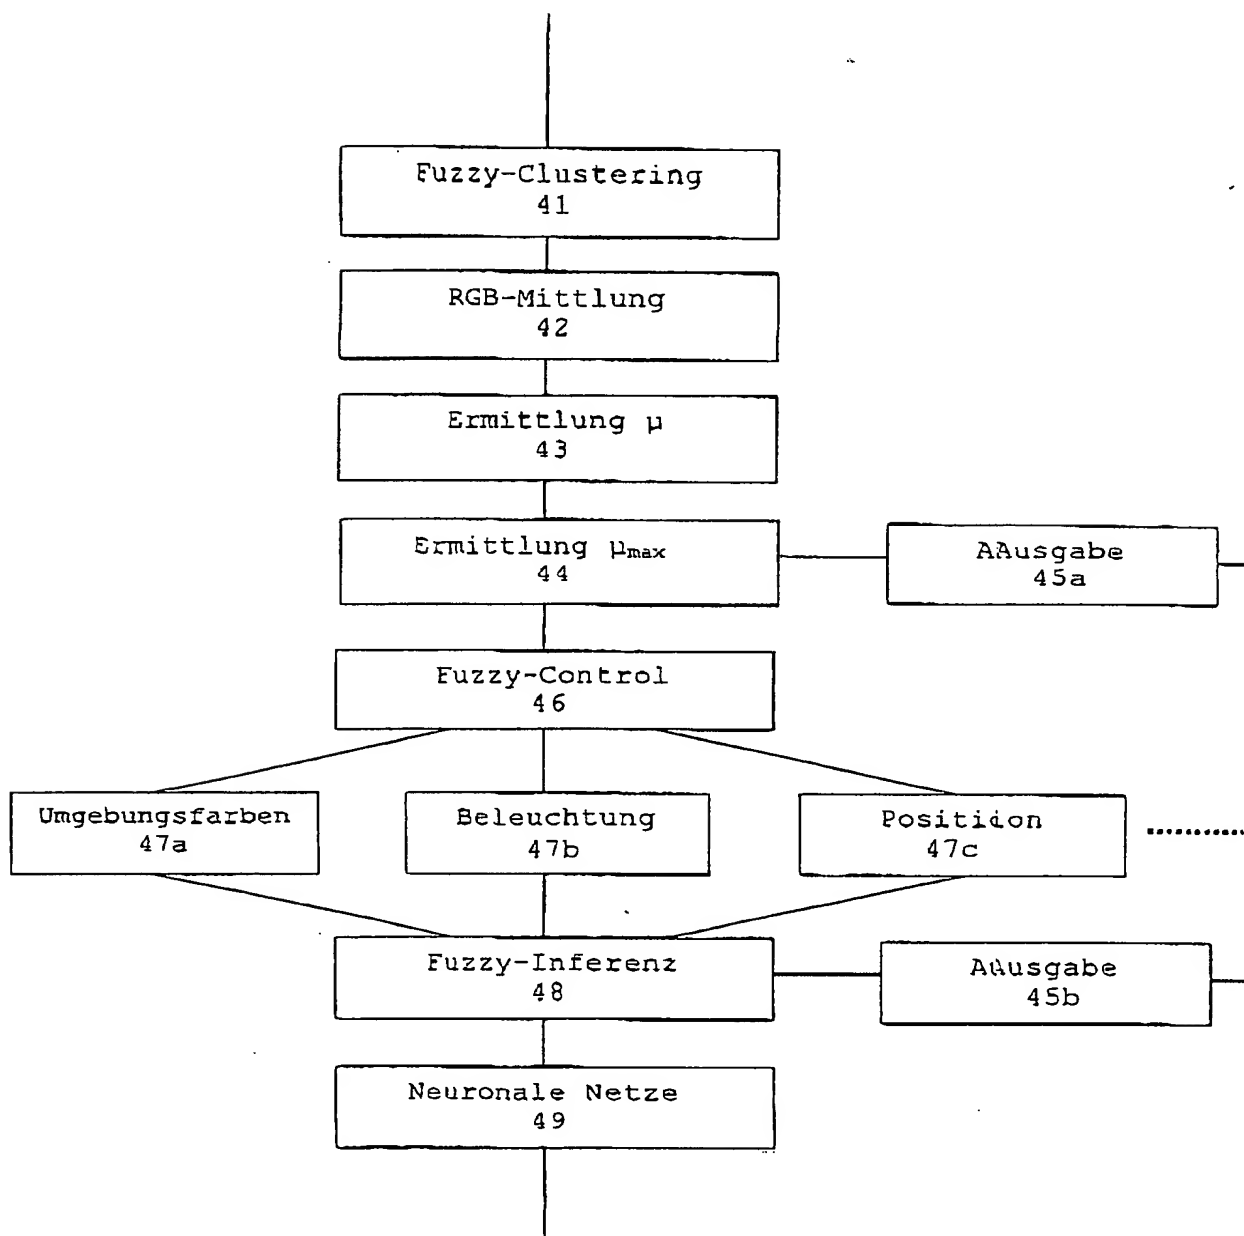 Fuzzy-Clustering
41
RGB-Mittlung
42
Ermittlung µ
43
Ermittlung µmax
44
AAusgabe
45a
Fuzzy-Control
46
Umgebungsfarben
47a
Beleuchtung
47b
Position
47c
Fuzzy-Inferenz
48
AAusgabe
45b
Neuronale Netze
49